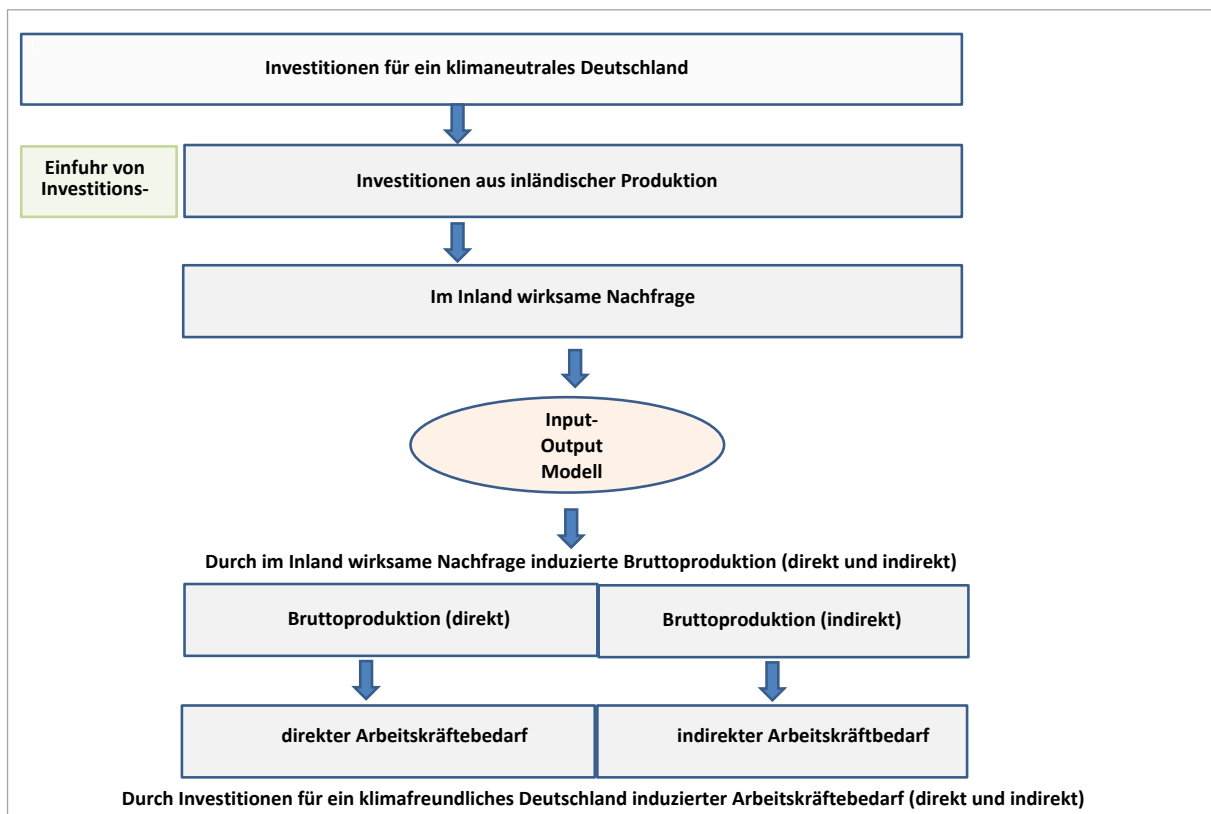 Investitionen für ein klimaneutrales Deutschland
Einfuhr von
Investitions-
Investitionen aus inländischer Produktion
Im Inland wirksame Nachfrage
Input-
Output
Modell
Durch im Inland wirksame Nachfrage induzierte Bruttoproduktion (direkt und indirekt)
Bruttoproduktion (direkt)
Bruttoproduktion (indirekt)
direkter Arbeitskräftebedarf
indirekter Arbeitskräftbedarf
Durch Investitionen für ein klimafreundliches Deutschland induzierter Arbeitskräftebedarf (direkt und indirekt)